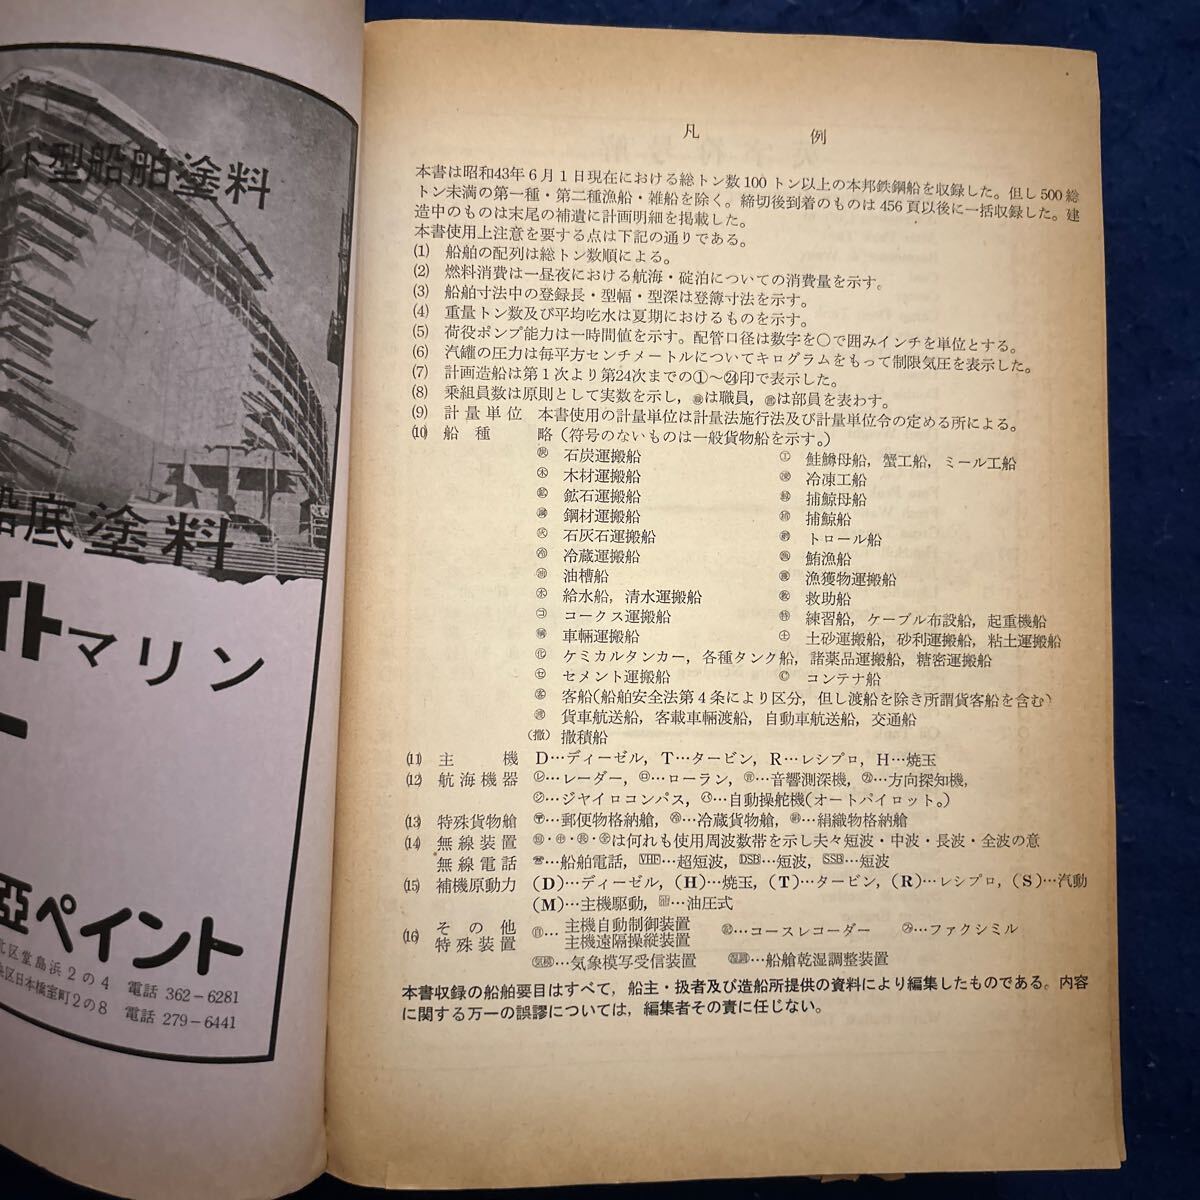 ルド型船舶塗料
船底塗料
イトマリン
ー
亞ペイント
北区堂島浜2の4 電話 362-6281
区日本橋室町2の8 電話 279-6441
凡例
本書は昭和43年6月1日現在における総トン数100トン以上の本邦鉄鋼船を収録した。但し500総
トン未満の第一種・第二種漁船・雑船を除く。締切後到着のものは456頁以後に一括収録した。建
造中のものは末尾の補遺に計画明細を掲載した。
本書使用上注意を要する点は下記の通りである。
(1) 船舶の配列は総トン数順による。
(2) 燃料消費は一昼夜における航海・碇泊についての消費量を示す。
(3) 船舶寸法中の登録長・型幅・型深は登簿寸法を示す。
(4) 重量トン数及び平均吃水は夏期におけるものを示す。
(5) 荷役ポンプ能力は一時間値を示す。配管口径は数字を○で囲みインチを単位とする。
(6) 汽罐の圧力は毎平方センチメートルについてキログラムをもって制限気圧を表示した。
(7) 計画造船は第1次より第24次までの①〜㉔印で表示した。
(8) 乗組員数は原則として実数を示し，は職員，は部員を表わす。
(9) 計量単位 本書使用の計量単位は計量法施行法及び計量単位令の定める所による。
(10) 船種略（符号のないものは一般貨物船を示す。）
石炭運搬船
㊍ 木材運搬船
鉱石運搬船
鋼材運搬船
石灰石運搬船
冷蔵運搬船
油槽船
給水船，清水運搬船
コークス運搬船
車輛運搬船
ケミカルタンカー，各種タンク船，諸薬品運搬船，糖密運搬船
セメント運搬船
客船（船舶安全法第4条により区分，但し渡船を除き所謂貨客船を含む）
貨車航送船，客載車輛渡船，自動車航送船，交通船
(撒) 撒積船
鮭鱒母船，蟹工船，ミール工船
冷凍工船
捕鯨母船
捕鯨船
トロール船
鮪漁船
漁獲物運搬船
救助船
㊕ 練習船，ケーブル布設船，起重機船
㊏ 土砂運搬船，砂利運搬船，粘土運搬船
Ⓒ コンテナ船
(11) 主機 D…ディーゼル，T…タービン，R…レシプロ，H…焼玉
(12) 航海機器 ㋹…レーダー，㋺…ローラン，…音響測深機，…方向探知機，
…ジャイロコンパス，…自動操舵機（オートパイロット。）
(13) 特殊貨物艙 …郵便物格納艙，…冷蔵貨物艙，…絹織物格納艙
(14) 無線装置 ・㊥・・は何れも使用周波数帯を示し夫々短波・中波・長波・全波の意
無線電話 ☎…船舶電話，VHF…超短波，DSB…短波，SSB…短波
(15) 補機原動力 (D)…ディーゼル，(H)…焼玉，(T)…タービン，(R)…レシプロ，(S)…汽動
(M)…主機駆動，…油圧式
(16) その他特殊装置 …主機自動制御装置 主機遠隔操縦装置 …コースレコーダー …ファクシミル
…気象模写受信装置 …船艙乾湿調整装置
本書収録の船舶要目はすべて，船主・扱者及び造船所提供の資料により編集したものである。内容
に関する万一の誤謬については，編集者その責に任じない。